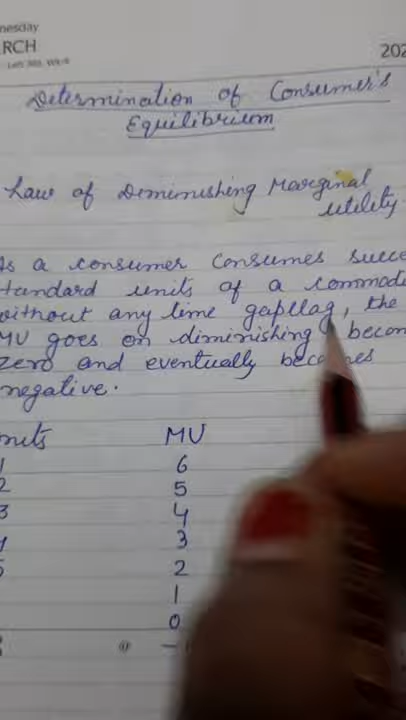 nesday
RCH
202
Determination of Consumer's
Equilibrium
Law of Diminishing Marginal
utility
As a consumer consumes succe
tandard units of a commod
without any time gap/lag, the
MU goes on diminishing becom
zero and eventually becomes
negative.
nits MU
1 6
2 5
3 4
4 3
5 2
1
0